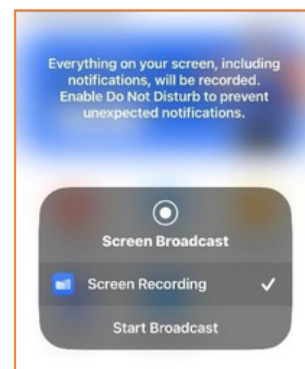 Everything on your screen, including
notifications, will be recorded.
Enable Do Not Disturb to prevent
unexpected notifications.
Screen Broadcast
Screen Recording
Start Broadcast